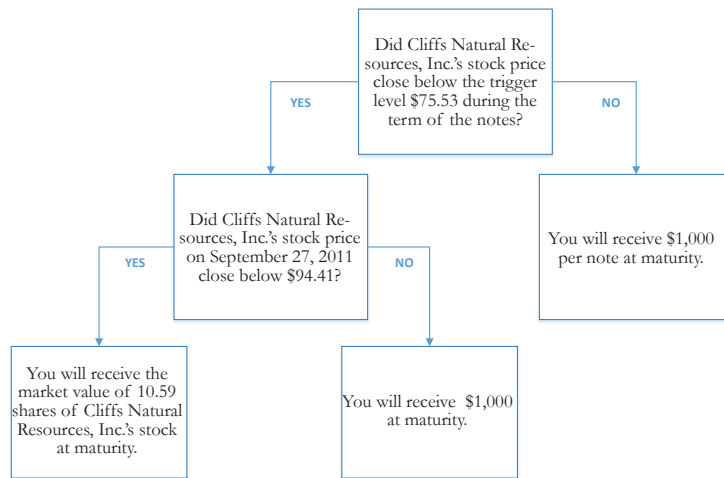 Did Cliffs Natural Re-
sources, Inc.'s stock price
close below the trigger
level $75.53 during the
term of the notes?
YES
NO
Did Cliffs Natural Re-
sources, Inc.'s stock price
on September 27, 2011
close below $94.41?
You will receive $1,000
per note at maturity.
YES
NO
You will receive the
market value of 10.59
shares of Cliffs Natural
Resources, Inc.'s stock
at maturity.
You will receive $1,000
at maturity.